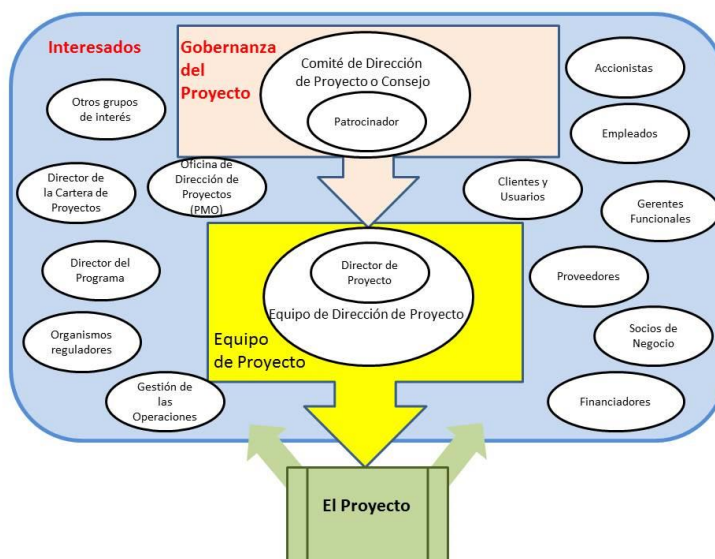 Interesados
Gobernanza
del
Proyecto
Comité de Dirección
de Proyecto o Consejo
Patrocinador
Accionistas
Empleados
Otros grupos
de interés
Director de
la Cartera de
Proyectos
Oficina de
Dirección de
Proyectos
(PMO)
Clientes y
Usuarios
Gerentes
Funcionales
Director del
Programa
Director de
Proyecto
Equipo de Dirección de Proyecto
Proveedores
Organismos
reguladores
Equipo
de Proyecto
Socios de
Negocio
Gestión de
las
Operaciones
Financiadores
El Proyecto